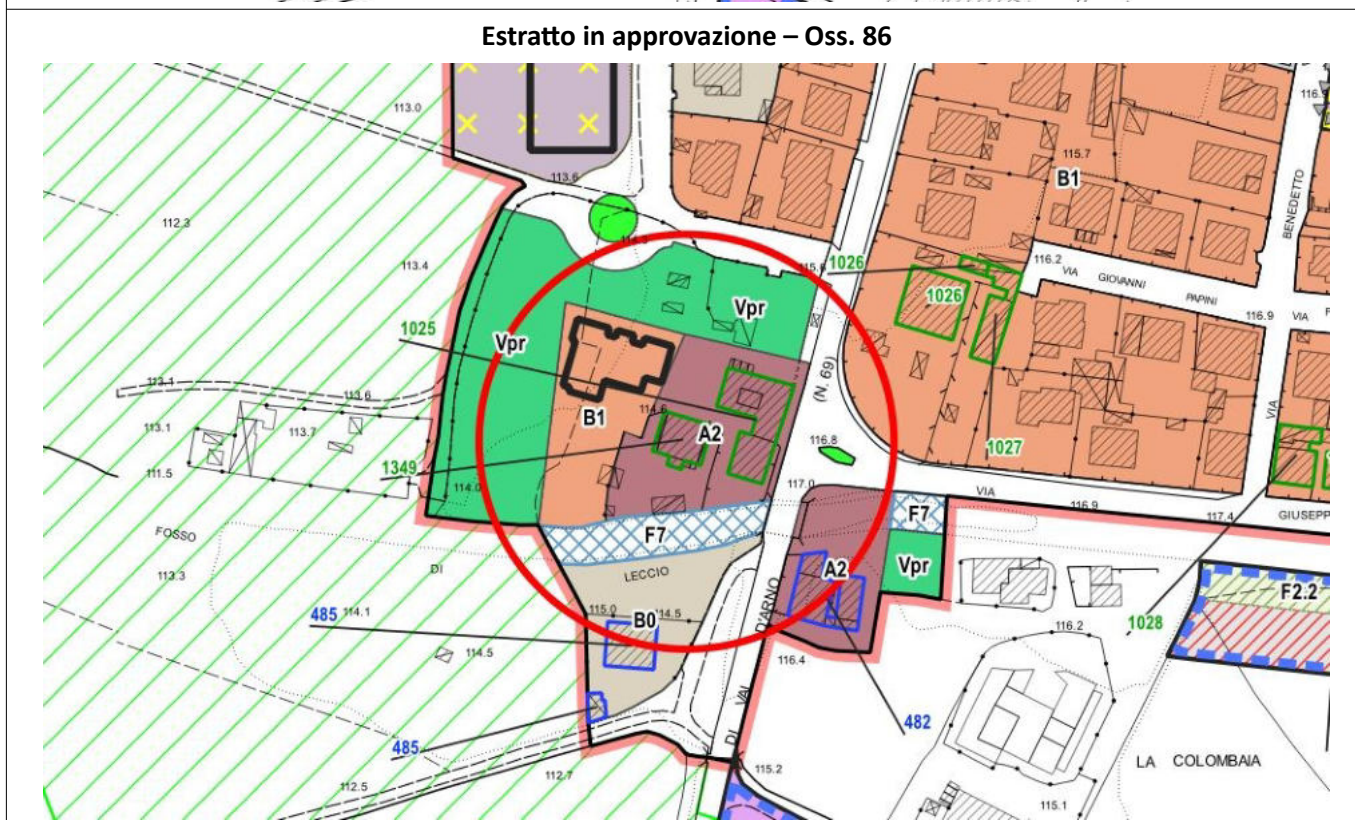 Estratto in approvazione – Oss. 86
113.0
113.6
115.7
B1
112.3
113.4
114.3
115.6
1026
116.2
VIA GIOVANNI PAPINI
BENEDETTO
VIA
1026
116.9
VIA
Vpr
1025
Vpr
(N. 69)
113.1
113.6
B1
114.6
A2
113.1
113.7
116.8
1027
111.5
1349
114.0
117.0
VIA
116.9
117.4
GIUSEPP
FOSSO
DI
LECCIO
F7
F7
113.3
A2
Vpr
F2.2
D'ARNO
485
114.1
115.0
114.5
B0
1028
114.5
116.2
116.4
VAL
482
485
DI
LA COLOMBAIA
112.5
112.7
115.2
115.1